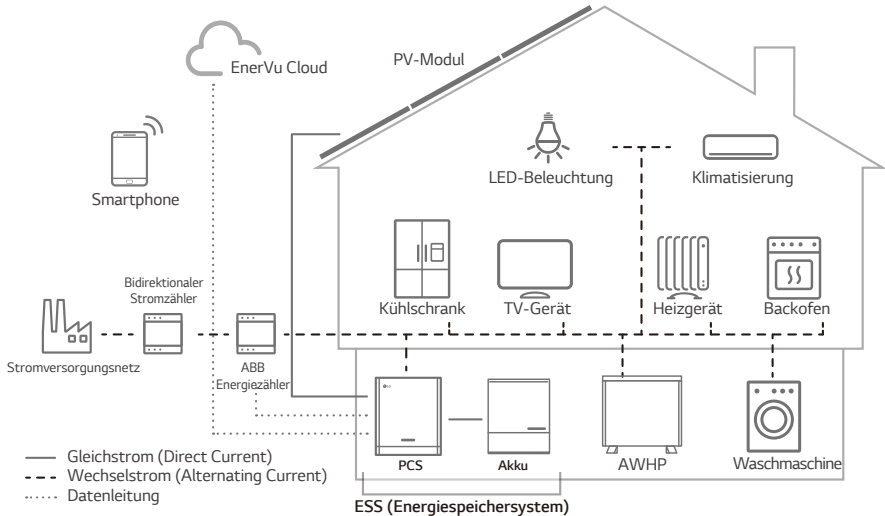 EnerVu Cloud
PV-Modul
Smartphone
LED-Beleuchtung
Klimatisierung
Bidirektionaler
Stromzähler
Kühlschrank
TV-Gerät
Heizgerät
Backofen
Stromversorgungsnetz
ABB
Energiezähler
PCS
Akku
AWHP
Waschmaschine
Gleichstrom (Direct Current)
Wechselstrom (Alternating Current)
Datenleitung
ESS (Energiespeichersystem)